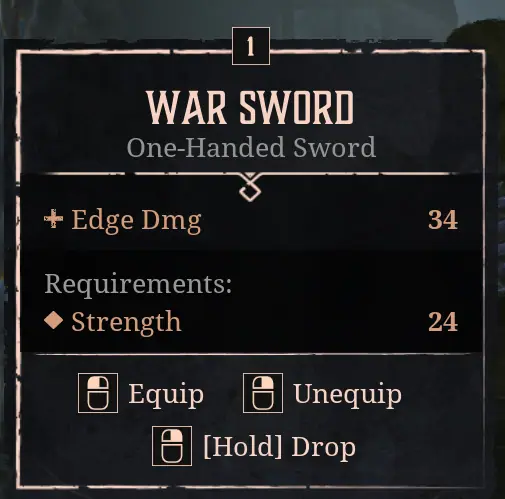 1
WAR SWORD
One-Handed Sword
Edge Dmg 34
Requirements:
Strength 24
Equip Unequip
[Hold] Drop